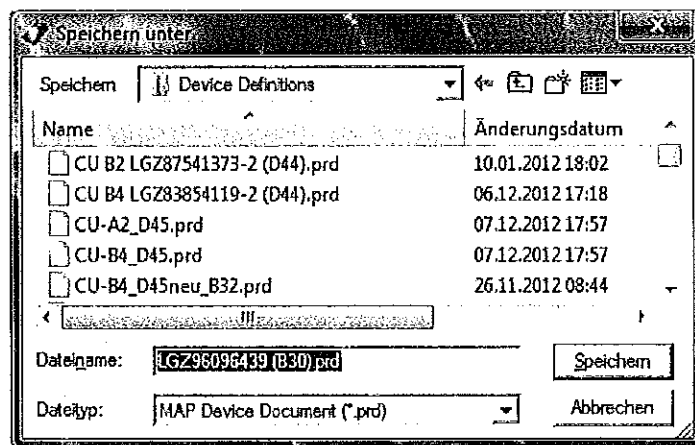 Speichern unter
Speichern Device Definitions
Name Änderungsdatum
CU B2 LGZ87541373-2 (D44).prd 10.01.2012 18:02
CU B4 LGZ83854119-2 (D44).prd 06.12.2012 17:18
CU-A2_D45.prd 07.12.2012 17:57
CU-B4_D45.prd 07.12.2012 17:57
CU-B4_D45neu_B32.prd 26.11.2012 08:44
Dateiname: LGZ96096439 (B30).prd Speichern
Dateityp: MAP Device Document (*.prd) Abbrechen